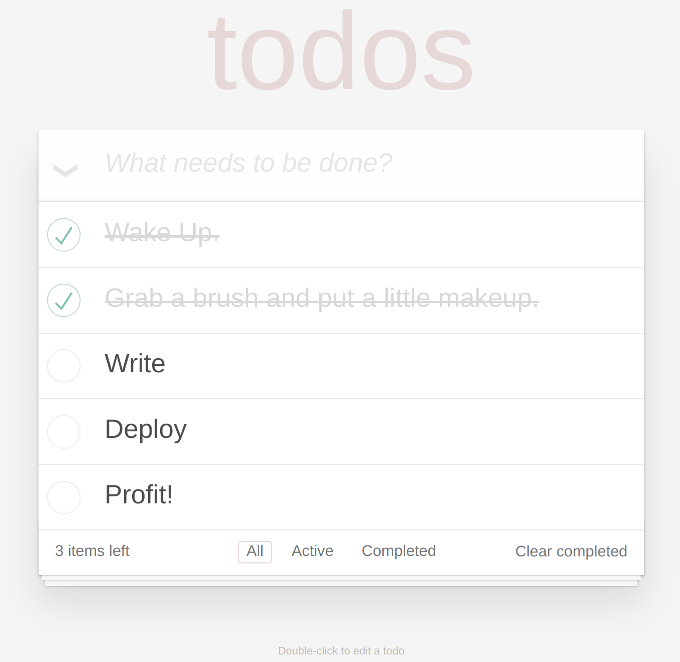 todos
What needs to be done?
Wake Up.
Grab a brush and put a little makeup.
Write
Deploy
Profit!
3 items left All Active Completed Clear completed
Double-click to edit a todo